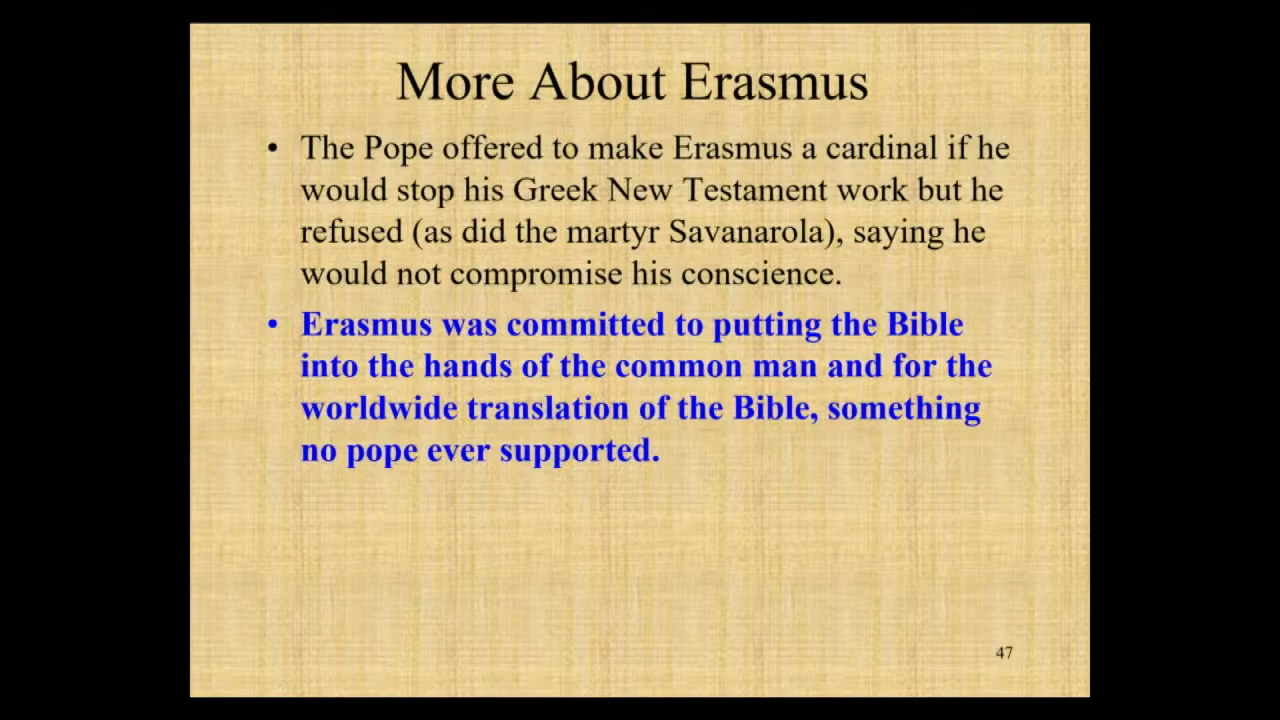 More About Erasmus
• The Pope offered to make Erasmus a cardinal if he
would stop his Greek New Testament work but he
refused (as did the martyr Savanarola), saying he
would not compromise his conscience.
• Erasmus was committed to putting the Bible
into the hands of the common man and for the
worldwide translation of the Bible, something
no pope ever supported.
47